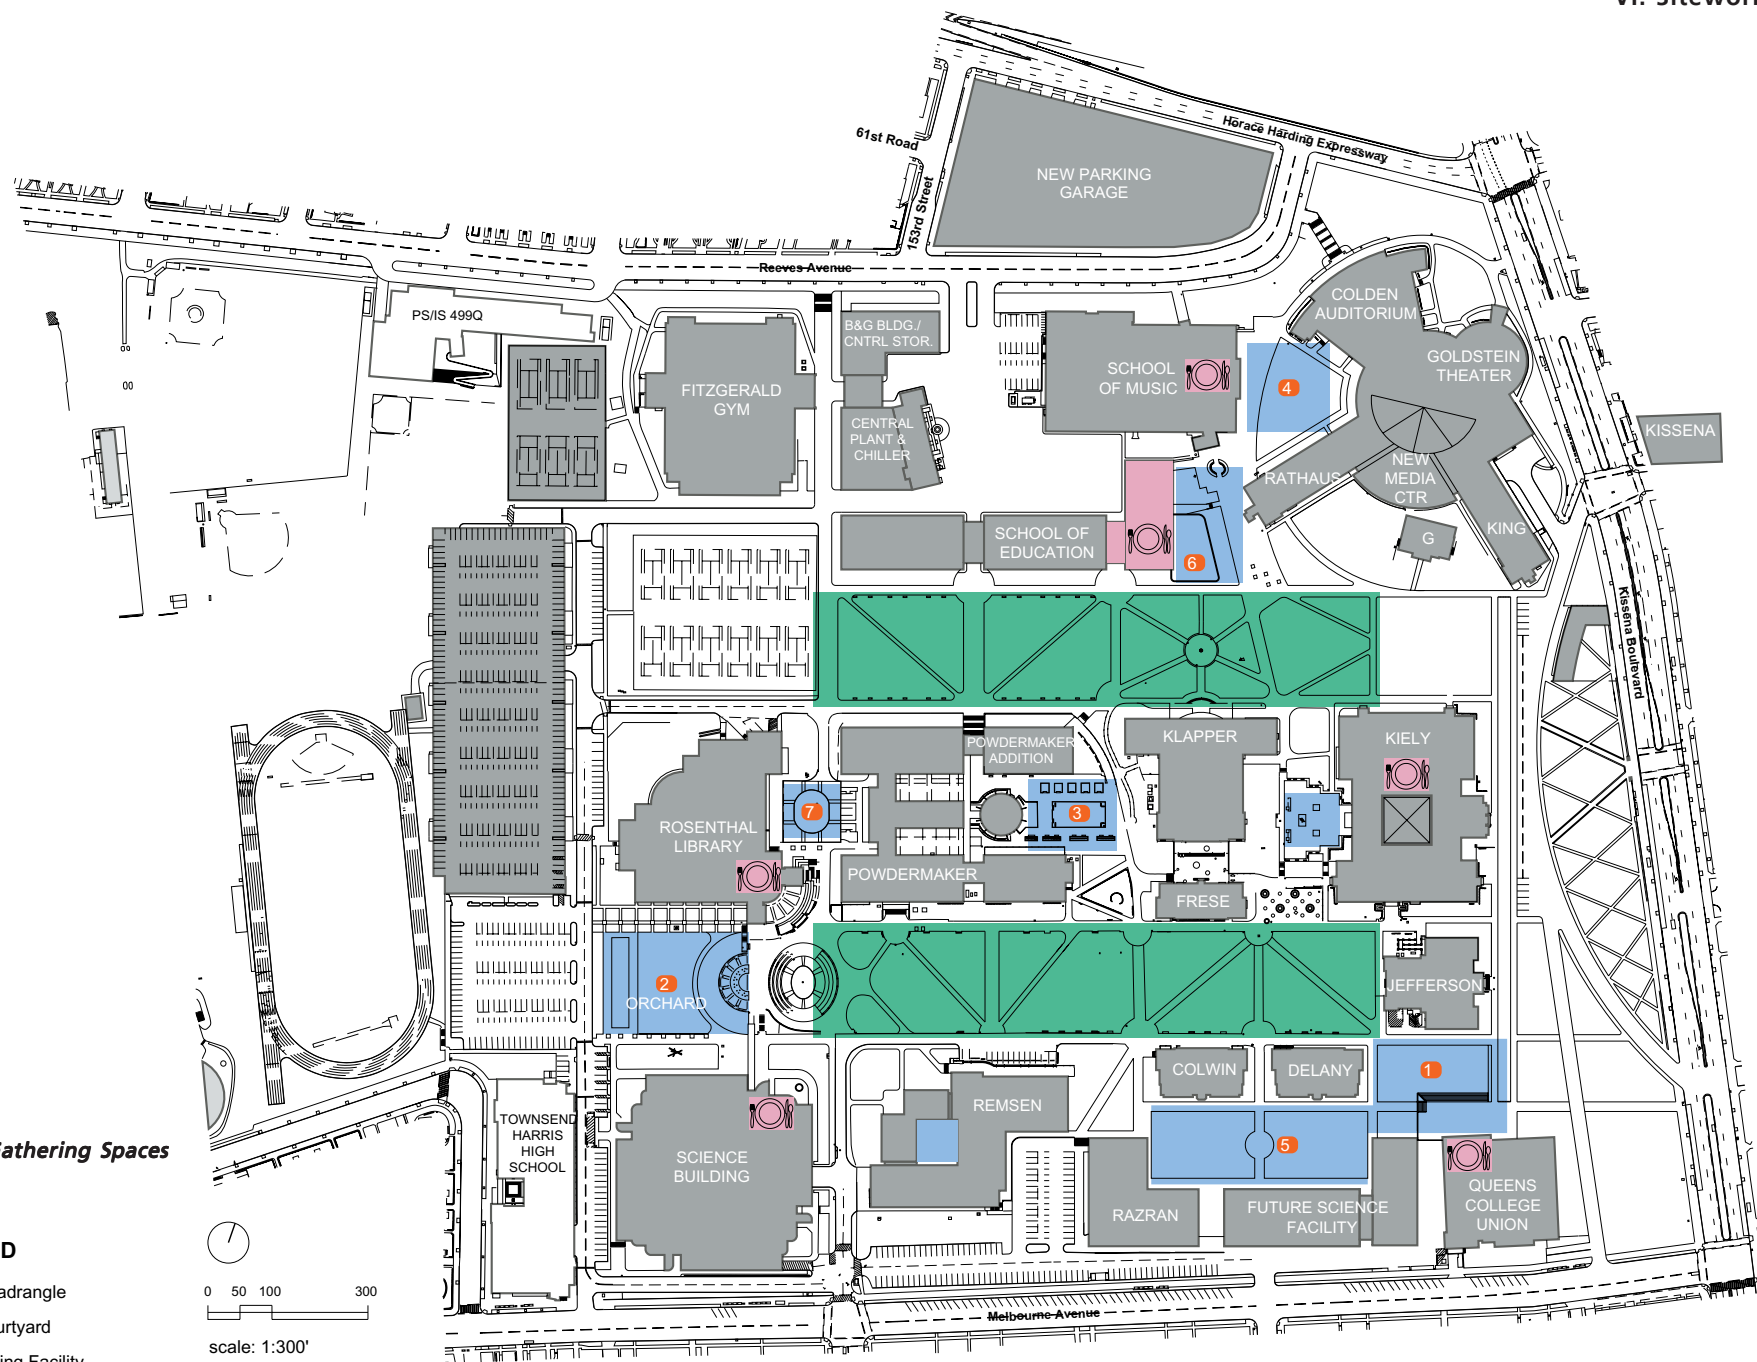 61st Road
Horace Harding Expressway
153rd Street
NEW PARKING
GARAGE
Reeves Avenue
PS/IS 499Q
B&G BLDG./
CNTRL STOR.
FITZGERALD
GYM
CENTRAL
PLANT &
CHILLER
SCHOOL
OF MUSIC
4
COLDEN
AUDITORIUM
GOLDSTEIN
THEATER
KISSENA
RATHAUS
NEW
MEDIA
CTR
KING
G
SCHOOL OF
EDUCATION
6
Kissena Boulevard
POWDERMAKER
ADDITION
KLAPPER
KIELY
ROSENTHAL
LIBRARY
7
3
POWDERMAKER
FRESE
2
ORCHARD
JEFFERSON
COLWIN
DELANY
1
TOWNSEND
HARRIS
HIGH
SCHOOL
SCIENCE
BUILDING
REMSEN
5
RAZRAN
FUTURE SCIENCE
FACILITY
QUEENS
COLLEGE
UNION
Melbourne Avenue
athering Spaces
D
adrangle
urtyard
0 50 100 300
scale: 1:300'